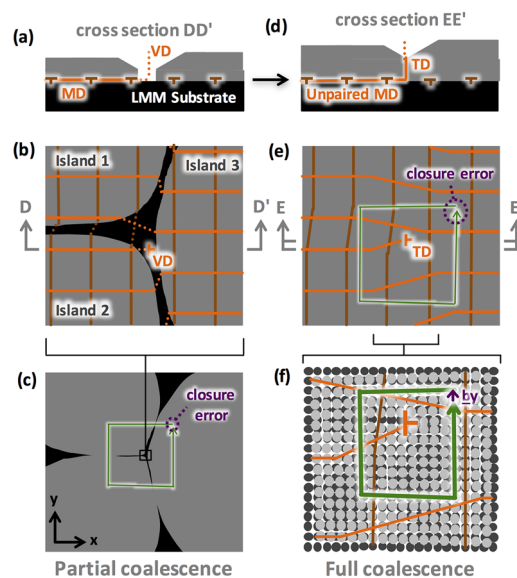 (a)
cross section DD'
VD
MD
LMM Substrate
(d)
cross section EE'
TD
Unpaired MD
(b)
Island 1
Island 3
D
D'
VD
Island 2
(e)
closure error
E
E'
TD
(c)
closure
error
y
x
Partial coalescence
(f)
by
Full coalescence